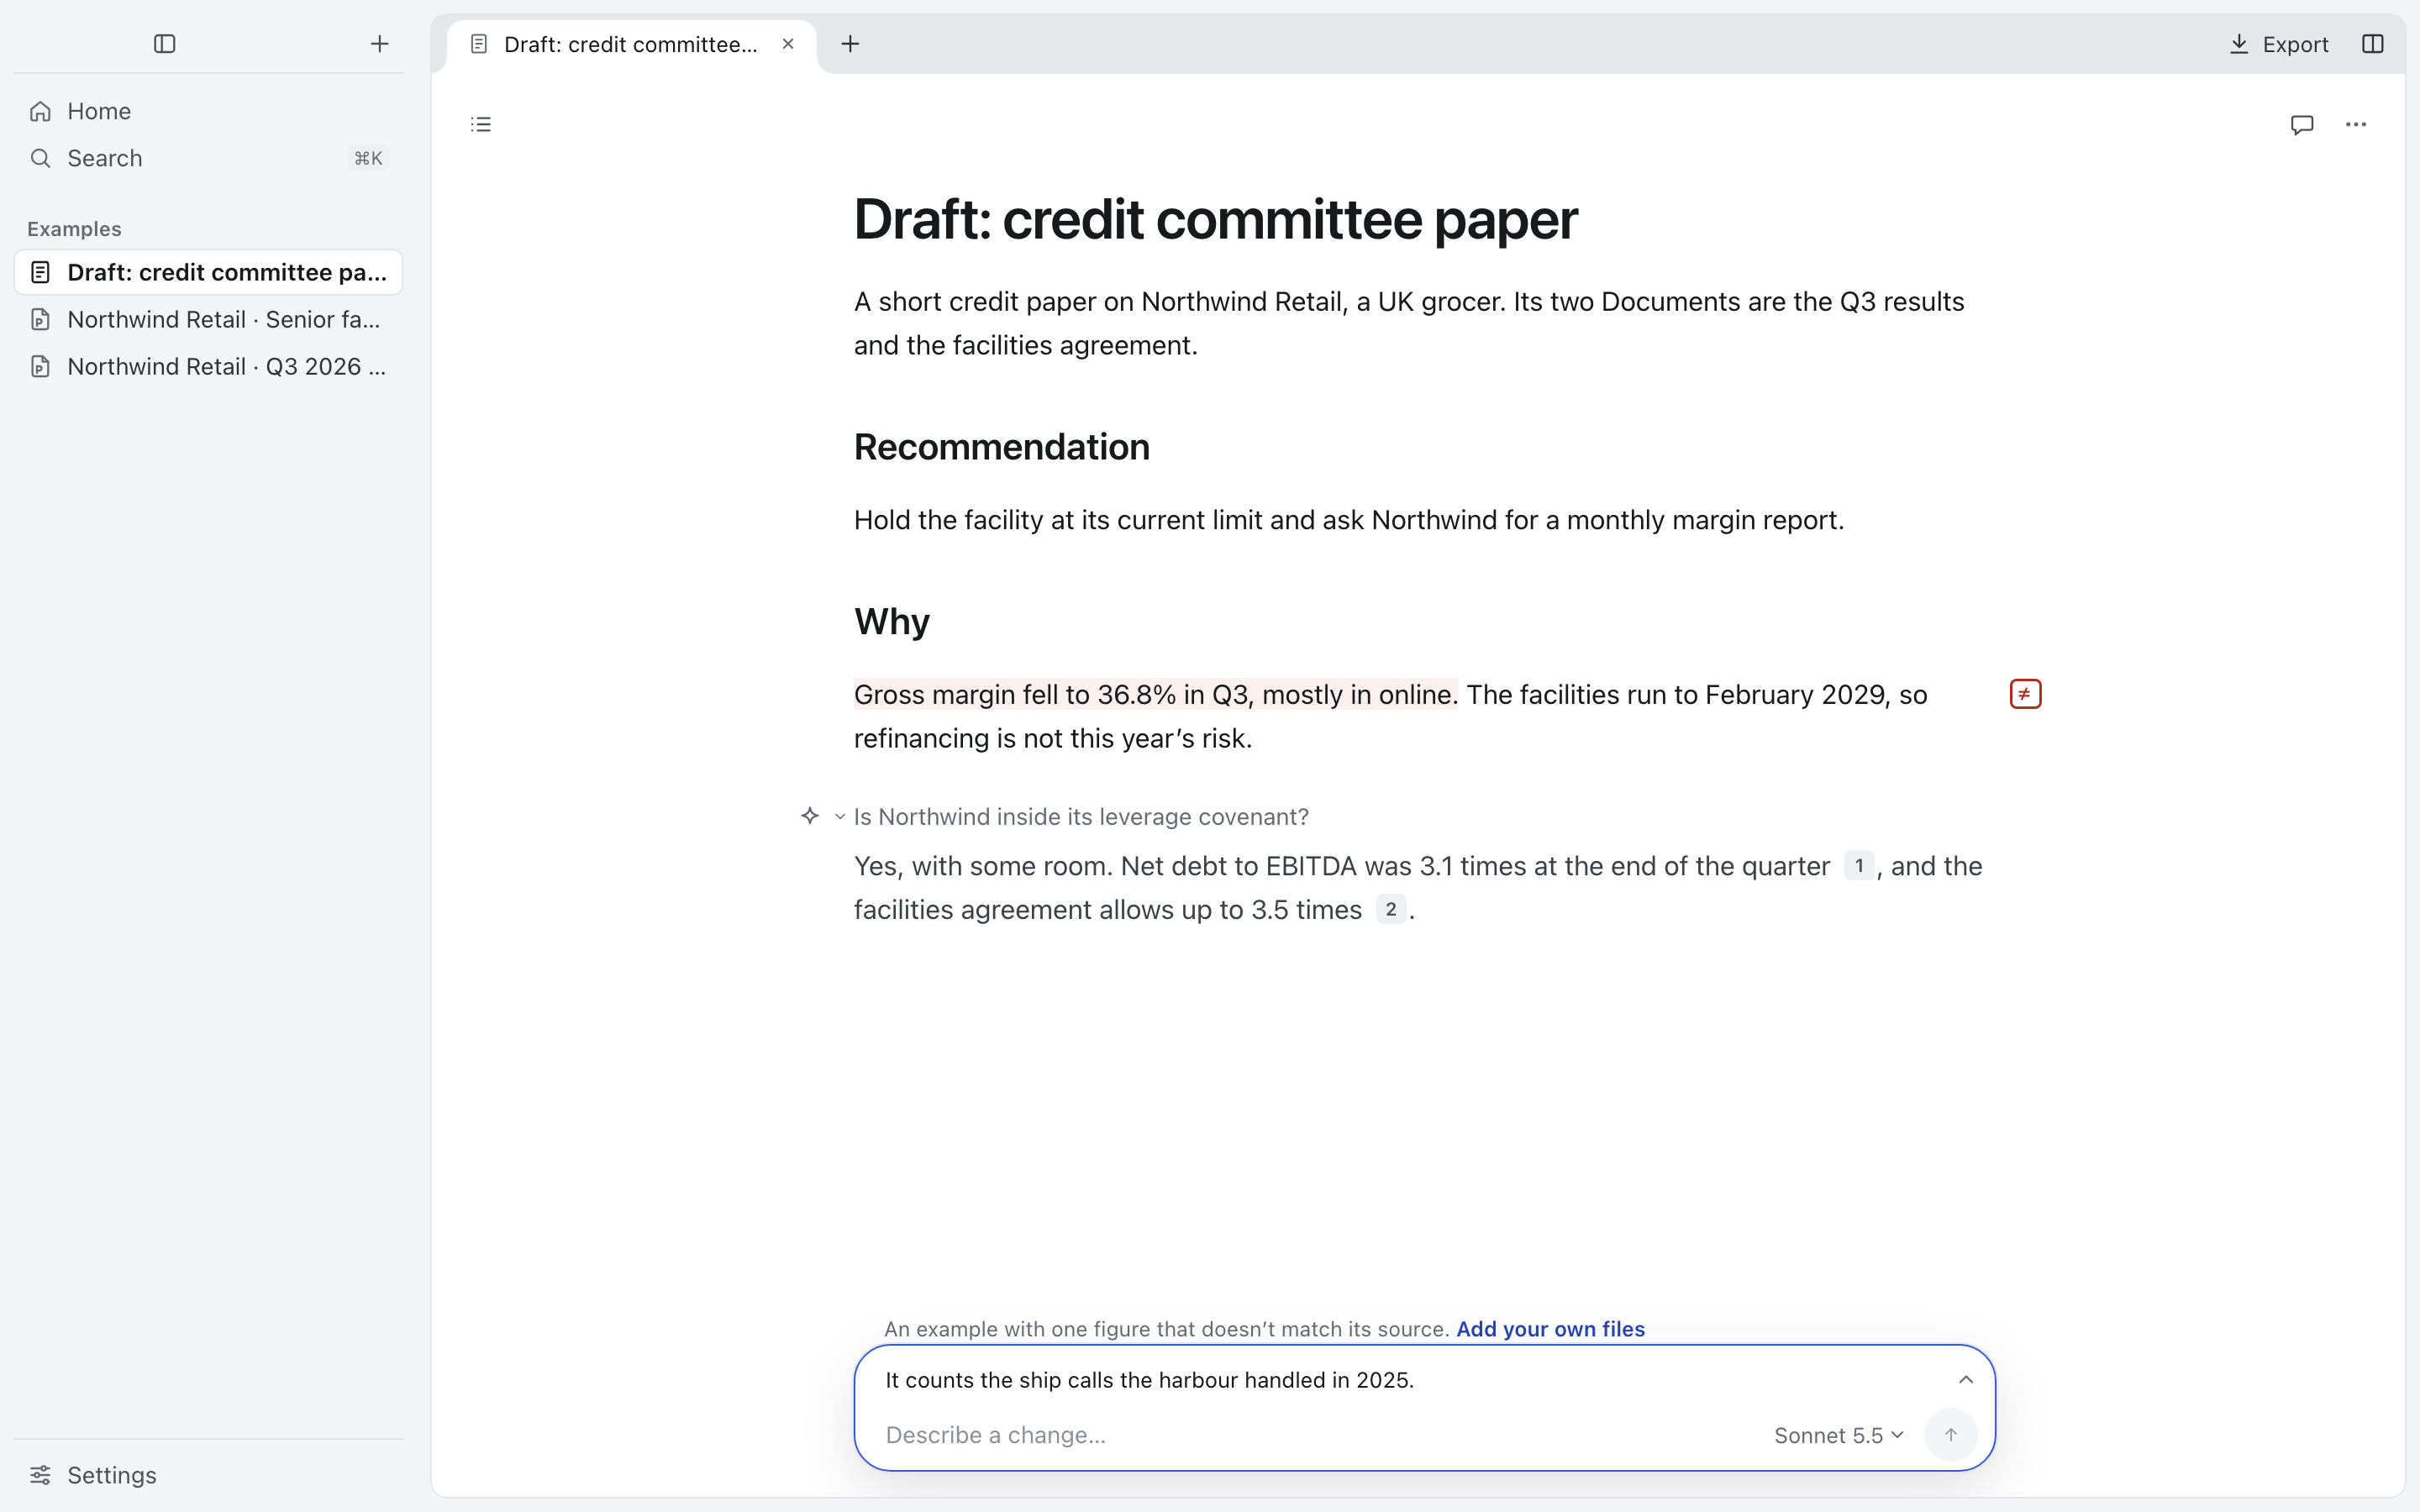 Home
Search ⌘K
Examples
Draft: credit committee pa...
Northwind Retail · Senior fa...
Northwind Retail · Q3 2026 ...
Settings
Draft: credit committee...
Export
Draft: credit committee paper
A short credit paper on Northwind Retail, a UK grocer. Its two Documents are the Q3 results
and the facilities agreement.
Recommendation
Hold the facility at its current limit and ask Northwind for a monthly margin report.
Why
Gross margin fell to 36.8% in Q3, mostly in online. The facilities run to February 2029, so
≠
refinancing is not this year’s risk.
Is Northwind inside its leverage covenant?
Yes, with some room. Net debt to EBITDA was 3.1 times at the end of the quarter 1, and the
facilities agreement allows up to 3.5 times 2.
An example with one figure that doesn’t match its source. Add your own files
It counts the ship calls the harbour handled in 2025.
Describe a change...
Sonnet 5.5